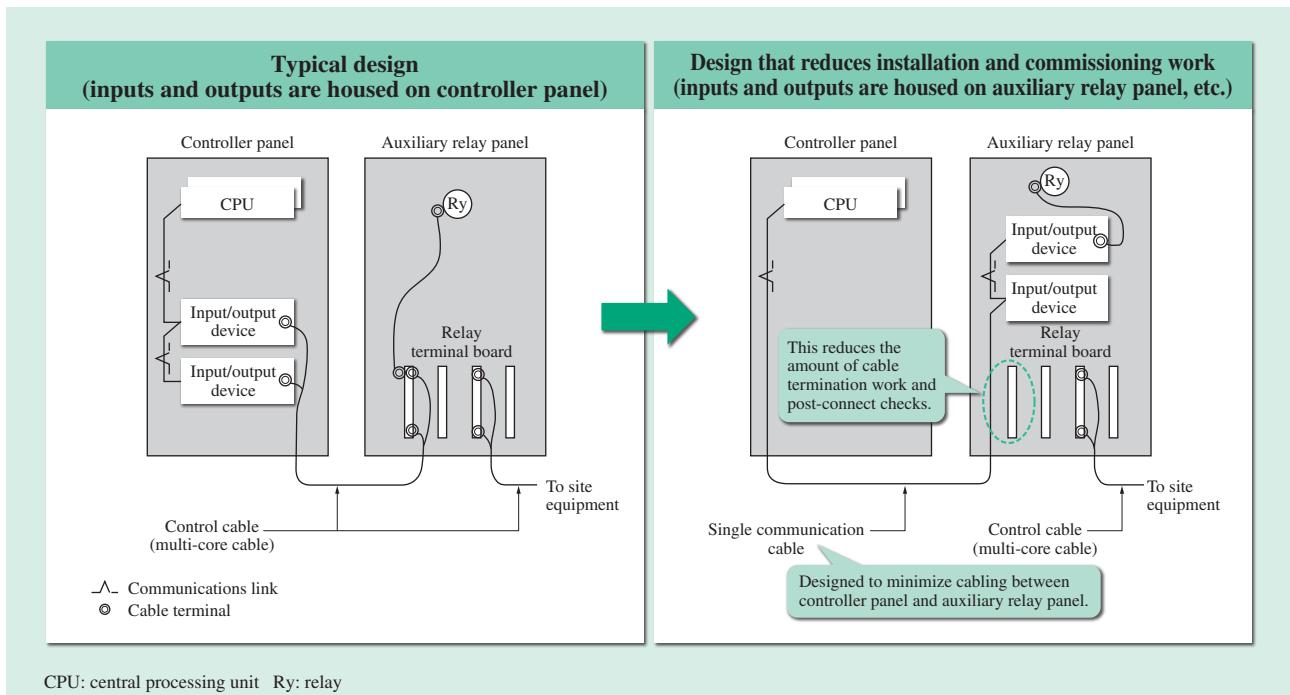 Typical design
(inputs and outputs are housed on controller panel)
Controller panel
Auxiliary relay panel
CPU
Ry
Input/output
device
Input/output
device
Relay
terminal board
To site
equipment
Control cable
(multi-core cable)
Communications link
Cable terminal
Design that reduces installation and commissioning work
(inputs and outputs are housed on auxiliary relay panel, etc.)
Controller panel
Auxiliary relay panel
CPU
Ry
Input/output
device
Input/output
device
Relay
terminal board
This reduces the
amount of cable
termination work and
post-connect checks.
To site
equipment
Single communication
cable
Control cable
(multi-core cable)
Designed to minimize cabling between
controller panel and auxiliary relay panel.
CPU: central processing unit Ry: relay